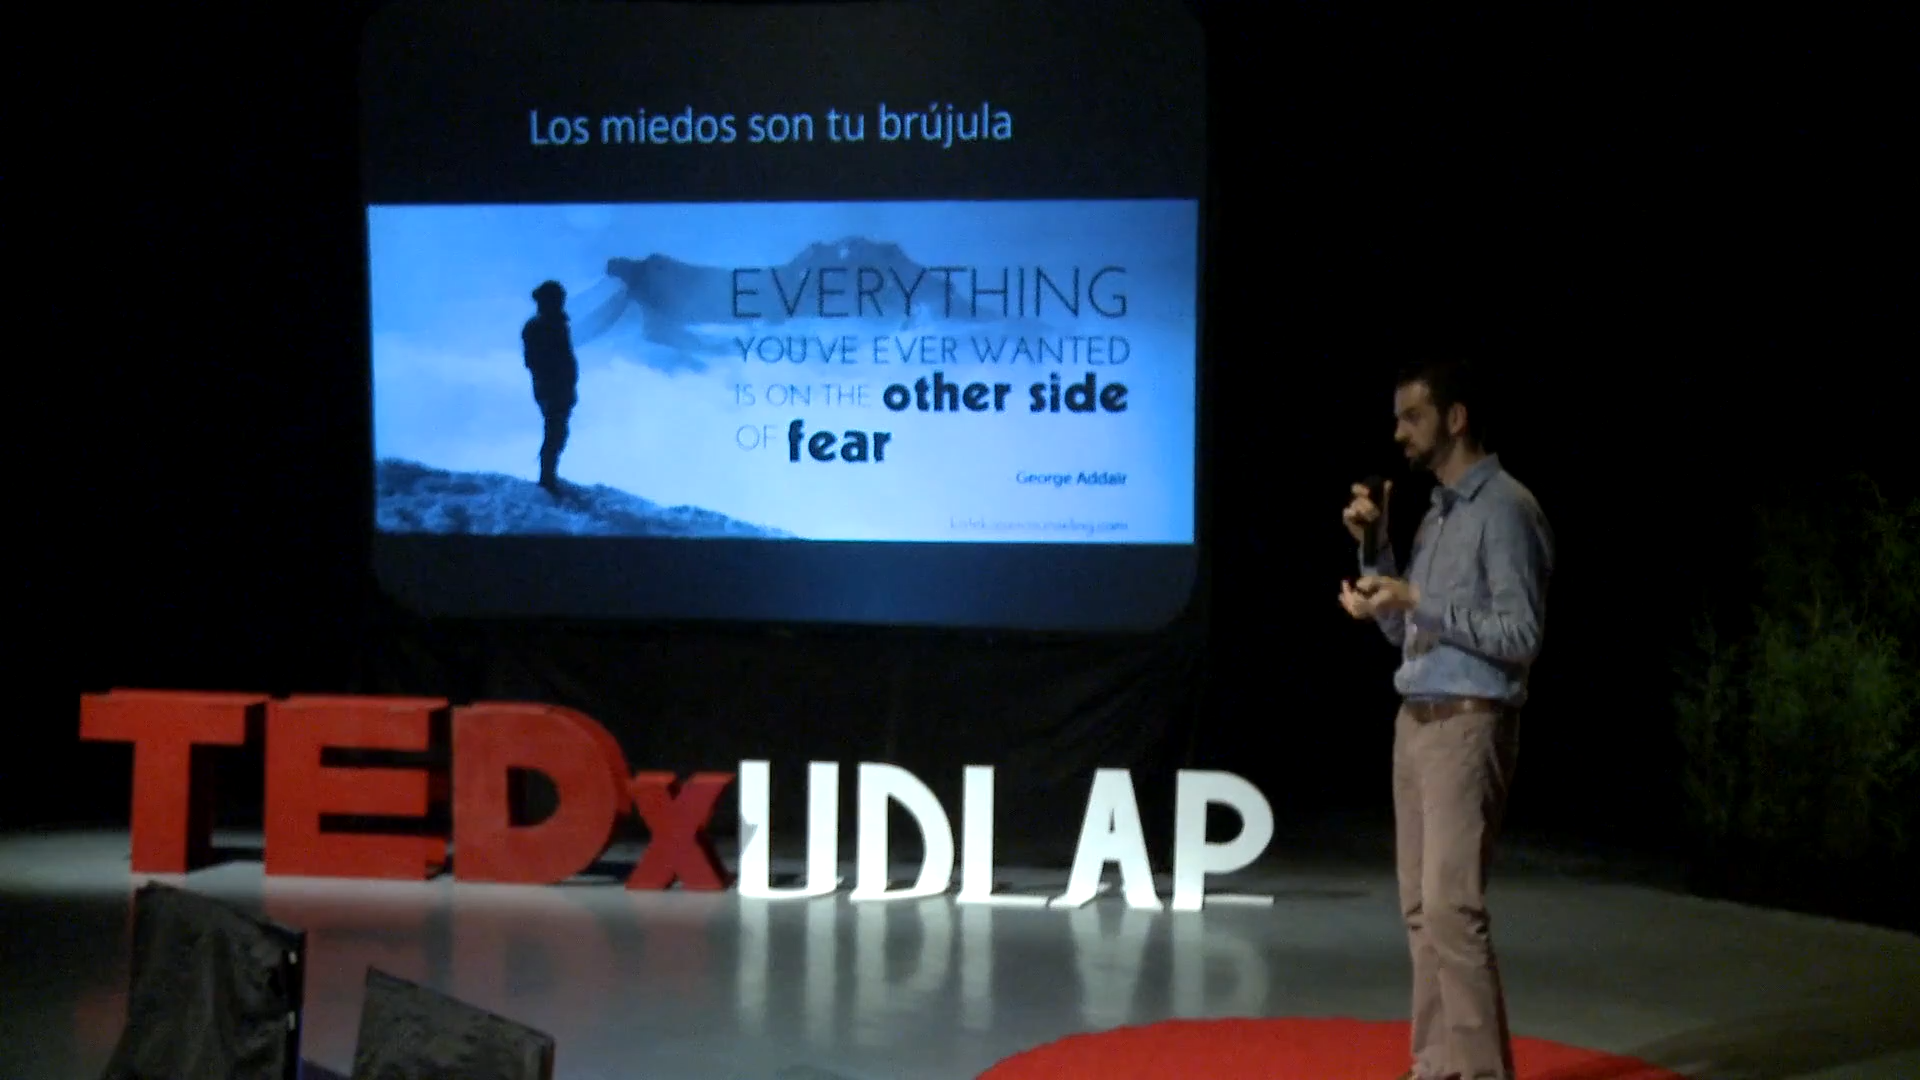 Los miedos son tu brújula
EVERYTHING
YOU'VE EVER WANTED
IS ON THE other side
OF fear
George Addair
TEDxUDLAP